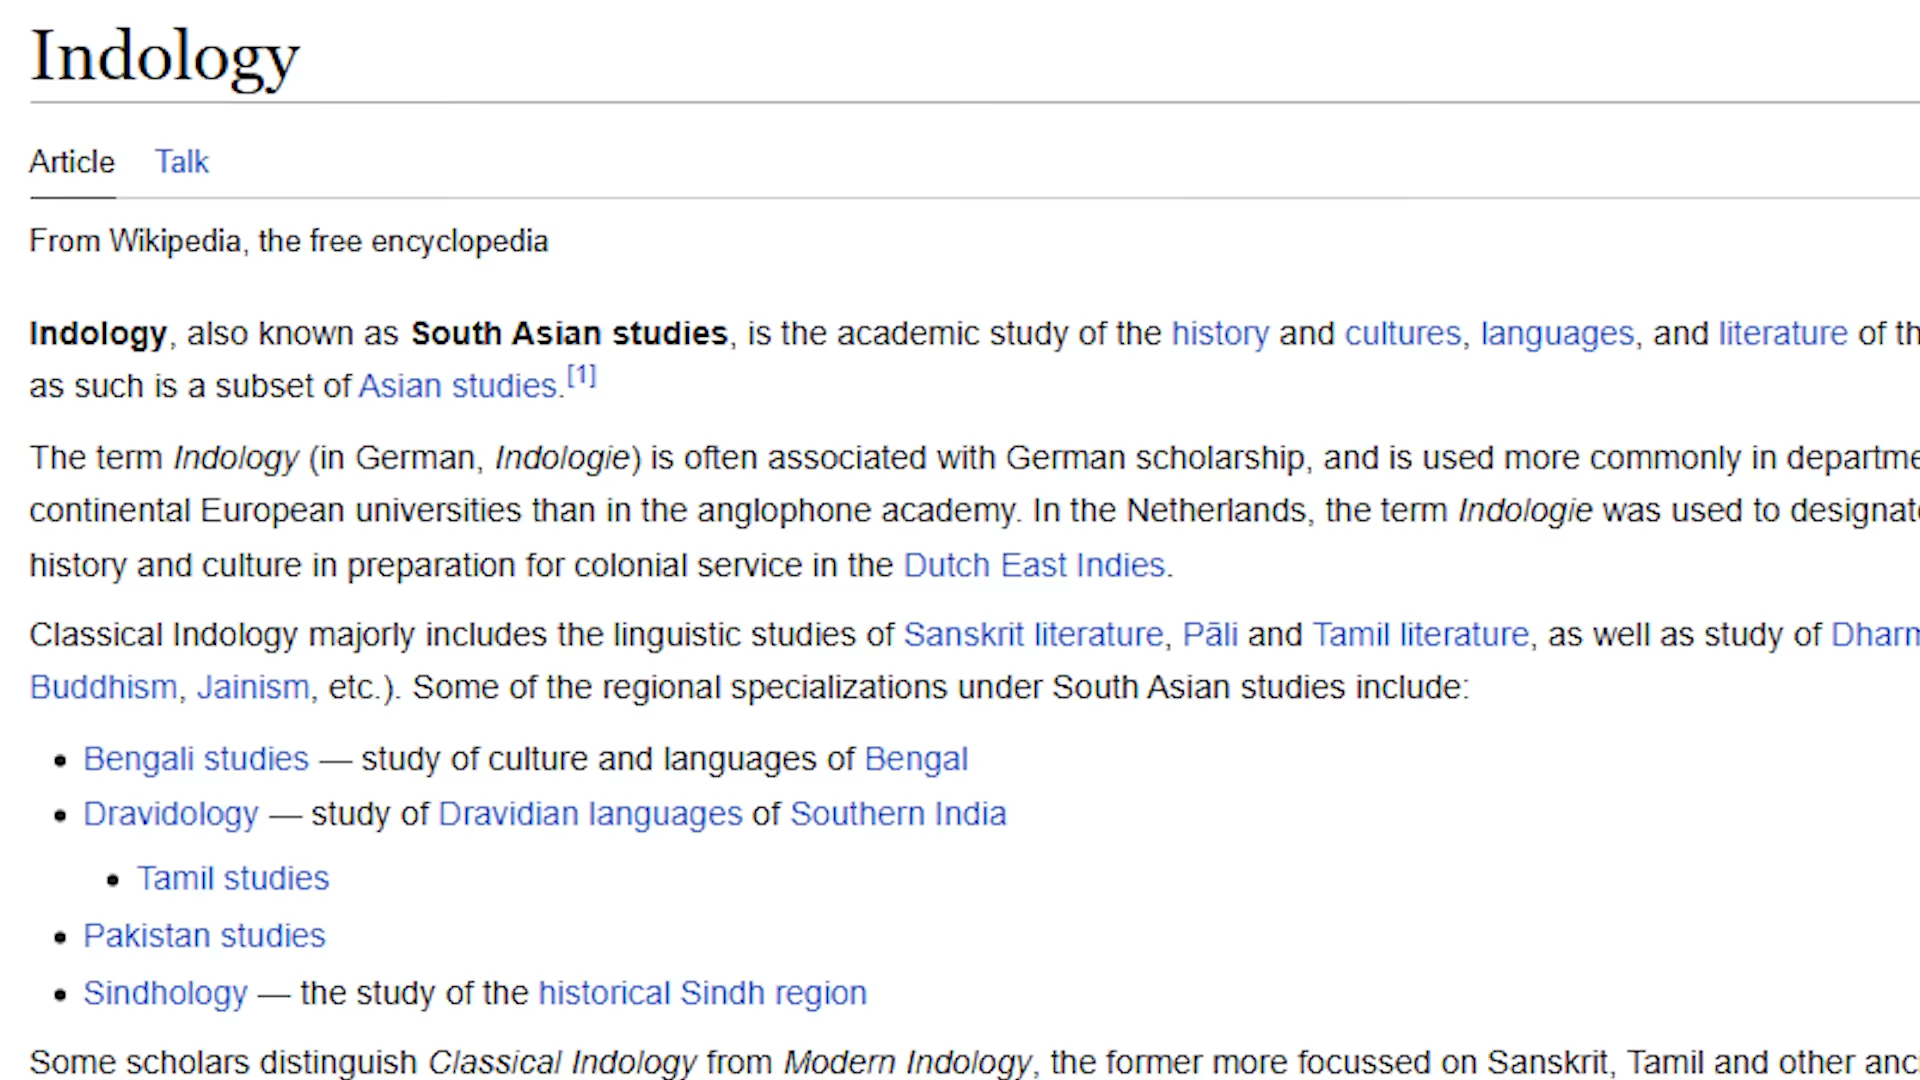 Indology
Article Talk
From Wikipedia, the free encyclopedia
Indology, also known as South Asian studies, is the academic study of the history and cultures, languages, and literature of
as such is a subset of Asian studies.[1]
The term Indology (in German, Indologie) is often associated with German scholarship, and is used more commonly in
continental European universities than in the anglophone academy. In the Netherlands, the term Indologie was used to
history and culture in preparation for colonial service in the Dutch East Indies.
Classical Indology majorly includes the linguistic studies of Sanskrit literature, Pāli and Tamil literature, as well as study of
Buddhism, Jainism, etc.). Some of the regional specializations under South Asian studies include:
• Bengali studies — study of culture and languages of Bengal
• Dravidology — study of Dravidian languages of Southern India
• Tamil studies
• Pakistan studies
• Sindhology — the study of the historical Sindh region
Some scholars distinguish Classical Indology from Modern Indology, the former more focussed on Sanskrit, Tamil and other